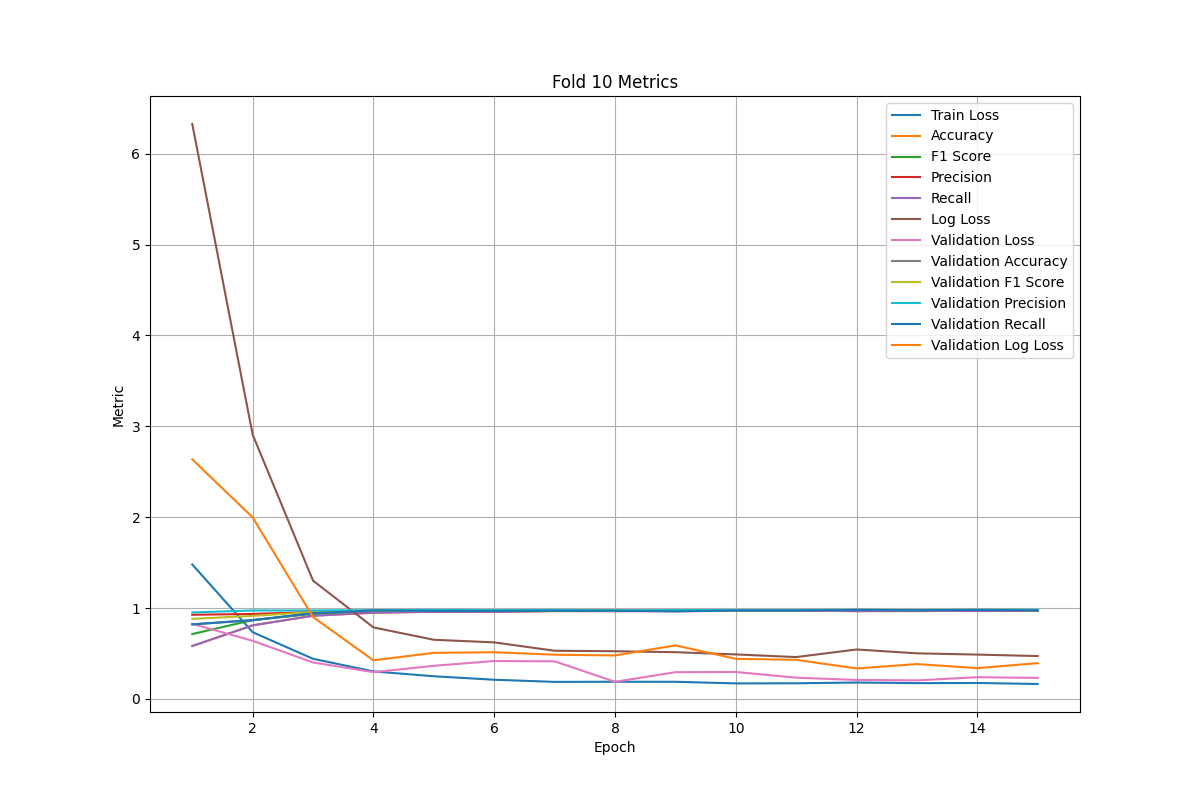 Fold 10 Metrics
Train Loss
Accuracy
F1 Score
Precision
Recall
Log Loss
Validation Loss
Validation Accuracy
Validation F1 Score
Validation Precision
Validation Recall
Validation Log Loss
6
5
4
3
2
1
0
Metric
2 4 6 8 10 12 14
Epoch